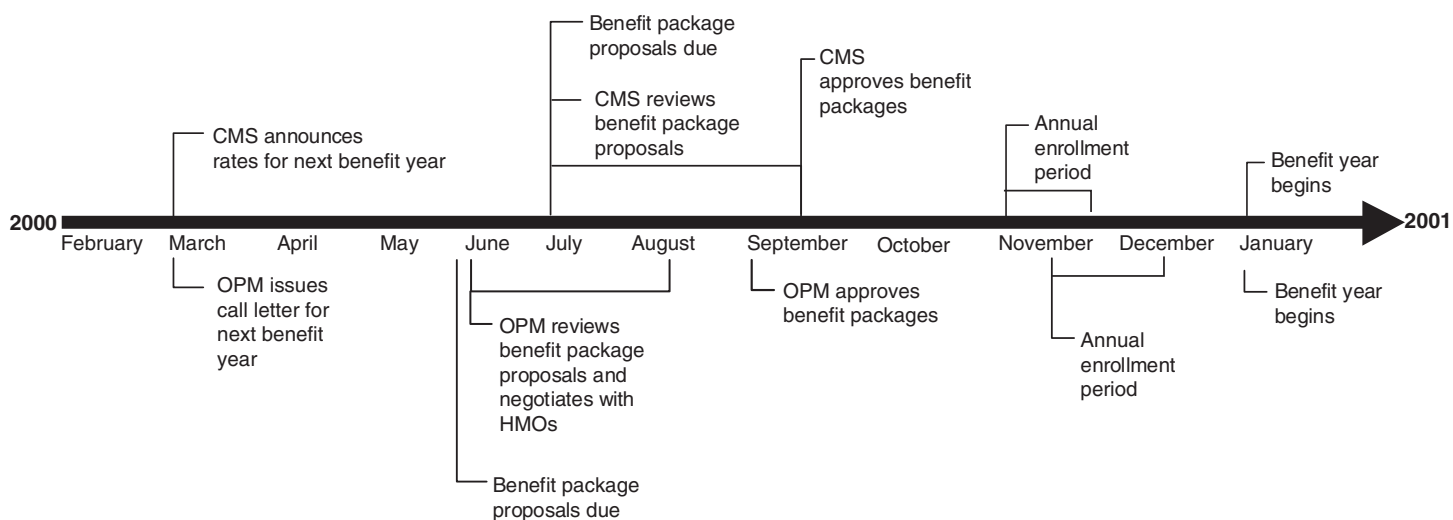 Benefit package
proposals due
CMS
approves benefit
packages
CMS reviews
benefit package
proposals
Annual
enrollment
period
CMS announces
rates for next benefit year
Benefit year
begins
2000
2001
February March April May June July August September October November December January
OPM issues
call letter for
next benefit
year
OPM reviews
benefit package
proposals and
negotiates with
HMOs
OPM approves
benefit packages
Annual
enrollment
period
Benefit year
begins
Benefit package
proposals due